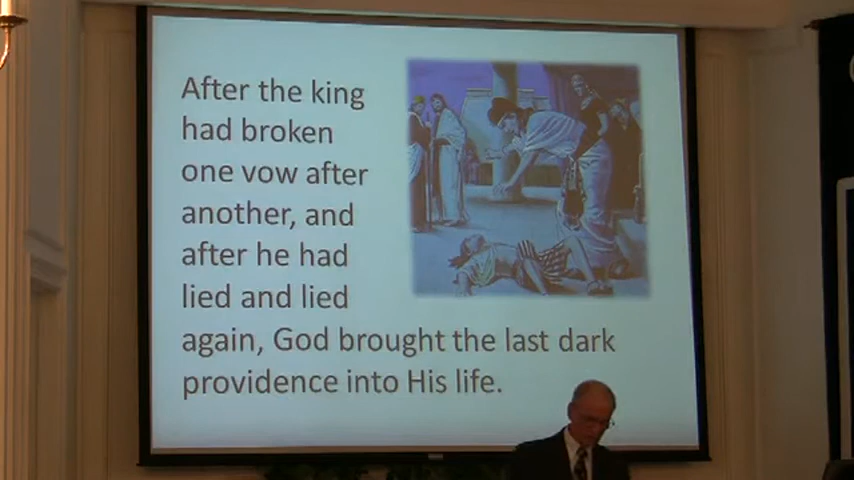 After the king
had broken
one vow after
another, and
after he had
lied and lied
again, God brought the last dark
providence into His life.